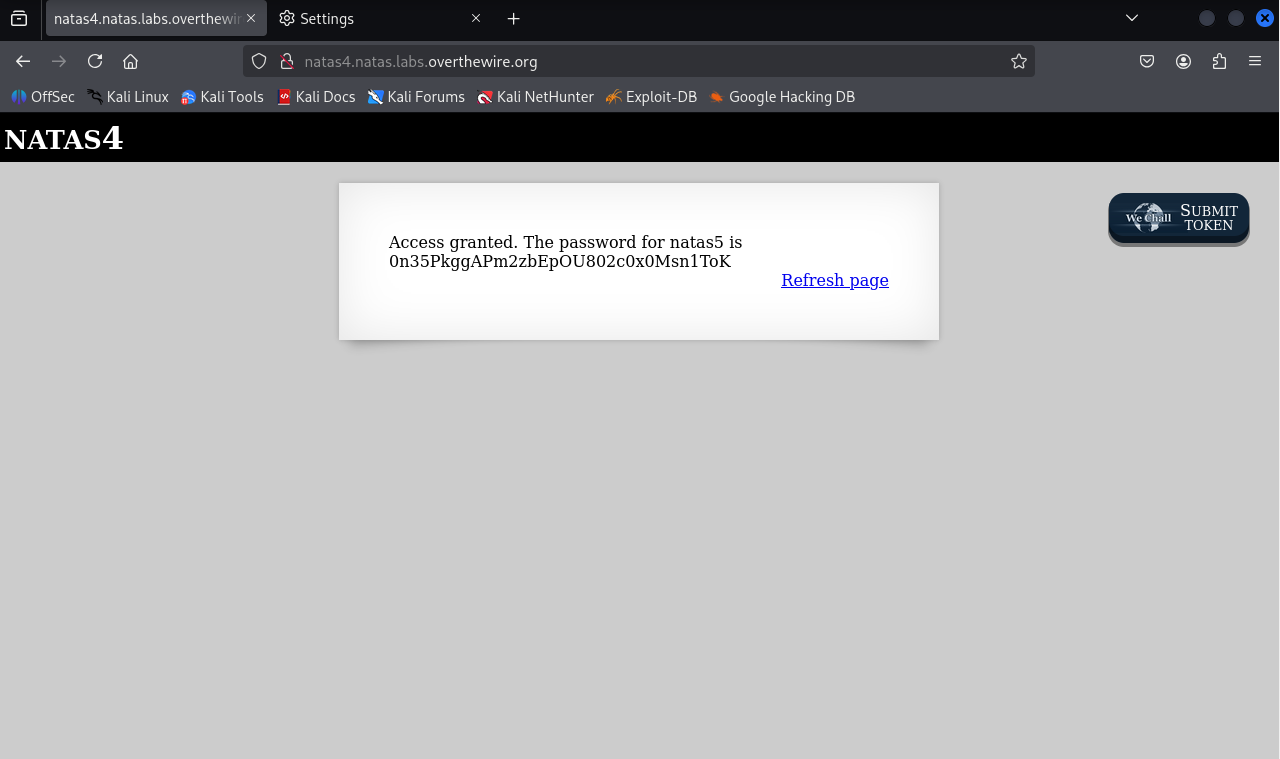 natas4.natas.labs.overthewir
Settings
natas4.natas.labs.overthewire.org
OffSec Kali Linux Kali Tools Kali Docs Kali Forums Kali NetHunter Exploit-DB Google Hacking DB
NATAS4
We Chall SUBMIT TOKEN
Access granted. The password for natas5 is
0n35PkggAPm2zbEpOU802c0x0Msn1ToK
Refresh page